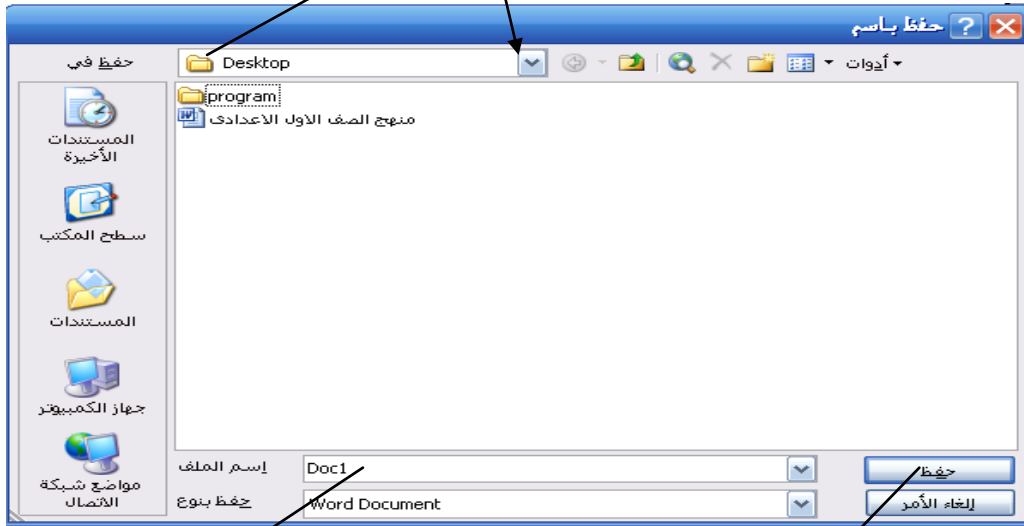 حفظ باسم
حفظ في
Desktop
أدوات
program
منهج الصف الاول الاعدادى
المستندات
الأخيرة
سطح المكتب
المستندات
جهاز الكمبيوتر
مواضع شبكة
الاتصال
إسم الملف
Doc1
حفظ
حفظ بنوع
Word Document
إلغاء الأمر